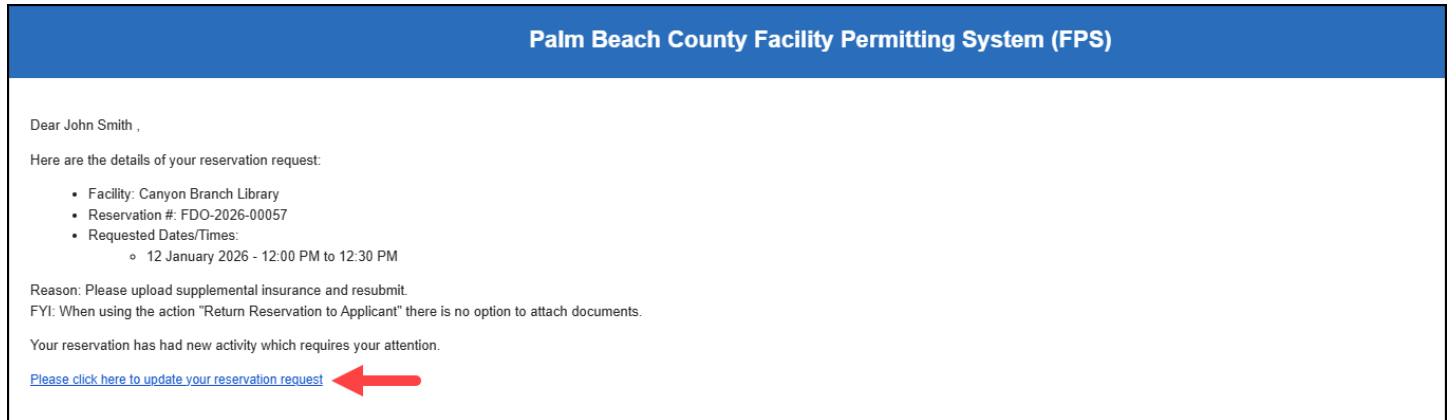 Palm Beach County Facility Permitting System (FPS)
Dear John Smith ,
Here are the details of your reservation request:
• Facility: Canyon Branch Library
• Reservation #: FDO-2026-00057
• Requested Dates/Times:
◦ 12 January 2026 - 12:00 PM to 12:30 PM
Reason: Please upload supplemental insurance and resubmit.
FYI: When using the action "Return Reservation to Applicant" there is no option to attach documents.
Your reservation has had new activity which requires your attention.
Please click here to update your reservation request